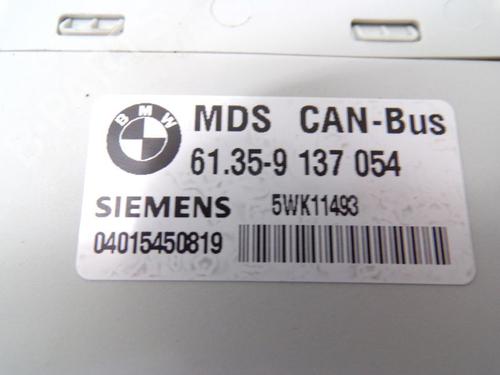 BMW
MDS CAN-Bus
61.35-9 137 054
SIEMENS 5WK11493
04015450819